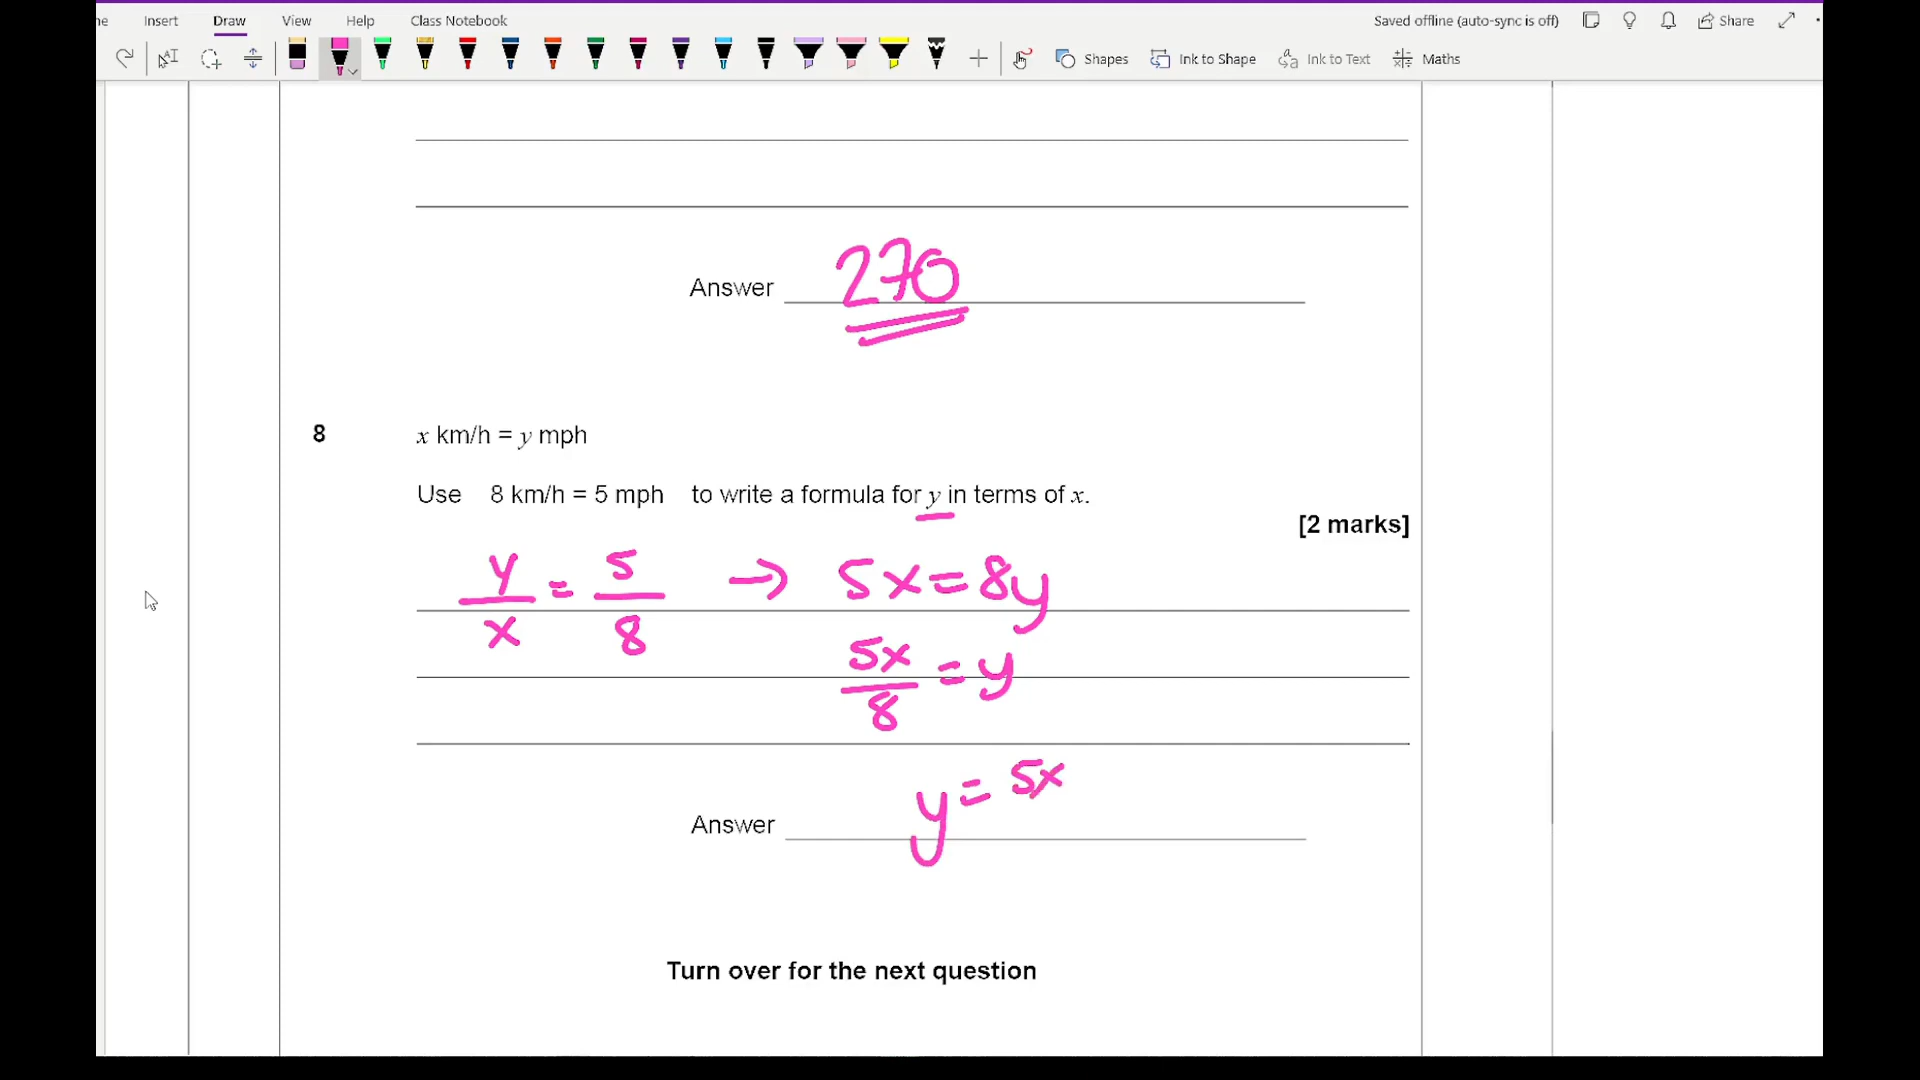 Insert Draw View Help Class Notebook Saved offline (auto-sync is off) Share
Shapes Ink to Shape Ink to Text Maths
Answer 270
8 x km/h = y mph
Use 8 km/h = 5 mph to write a formula for y in terms of x.
[2 marks]
y/x = 5/8 → 5x = 8y
5x/8 = y
Answer y = 5x
Turn over for the next question